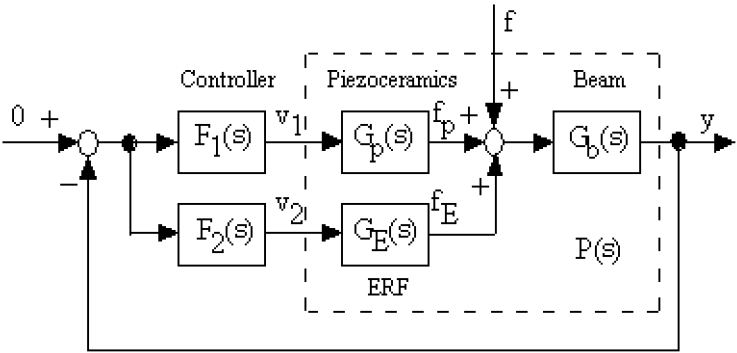 f
Controller
Piezoceramics
Beam
0
+
−
F1(s)
v1
Gp(s)
fp
+
+
+
Gb(s)
y
F2(s)
v2
GE(s)
fE
ERF
P(s)